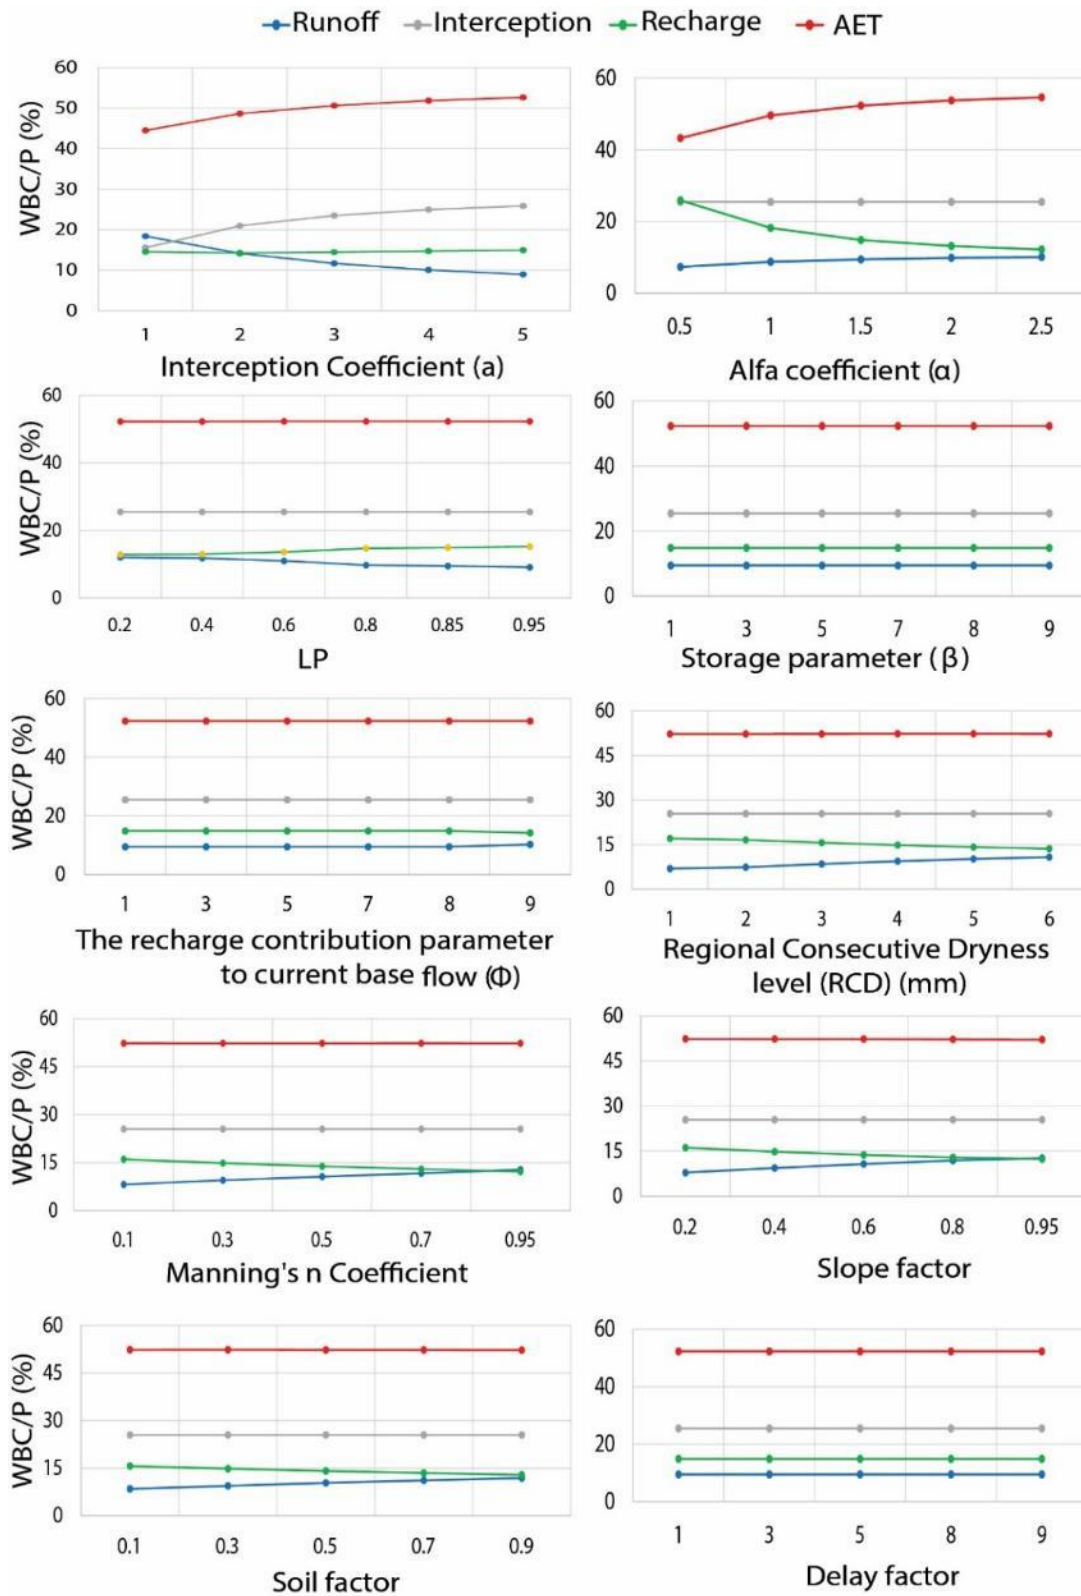 Runoff Interception Recharge AET
WBC/P (%)
60
50
40
30
20
10
0
1 2 3 4 5
Interception Coefficient (a)
60
40
20
0
0.5 1 1.5 2 2.5
Alfa coefficient (α)
WBC/P (%)
60
40
20
0
0.2 0.4 0.6 0.8 0.85 0.95
LP
60
40
20
0
1 3 5 7 8 9
Storage parameter (β)
WBC/P (%)
60
40
20
0
1 3 5 7 8 9
The recharge contribution parameter
to current base flow (Φ)
60
45
30
15
0
1 2 3 4 5 6
Regional Consecutive Dryness
level (RCD) (mm)
WBC/P (%)
60
45
30
15
0
0.1 0.3 0.5 0.7 0.95
Manning's n Coefficient
60
45
30
15
0
0.2 0.4 0.6 0.8 0.95
Slope factor
WBC/P (%)
60
45
30
15
0
0.1 0.3 0.5 0.7 0.9
Soil factor
60
40
20
0
1 3 5 8 9
Delay factor